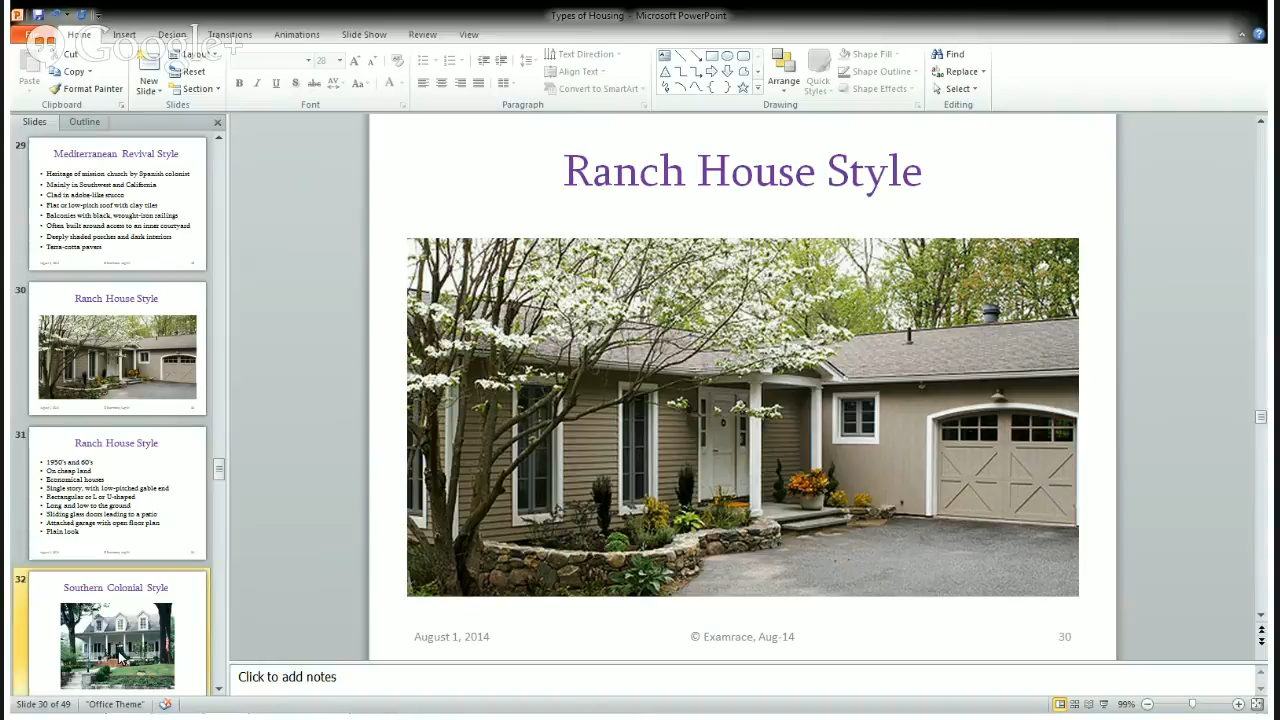 Types of Housing - Microsoft PowerPoint
Google+
Home Insert Design Transitions Animations Slide Show Review View
Cut
Copy
Format Painter
Paste
Clipboard
New Slide
Layout
Reset
Section
Slides
28
Font
Text Direction
Align Text
Convert to SmartArt
Paragraph
Arrange
Quick Styles
Shape Fill
Shape Outline
Shape Effects
Drawing
Find
Replace
Select
Editing
Slides Outline
29
Mediterranean Revival Style
• Heritage of mission church by Spanish colonist
• Mainly in Southwest and California
• Clad in adobe-like stucco
• Flat or low-pitch roof with clay tiles
• Balconies with black, wrought-iron railings
• Often built around access to an inner courtyard
• Deeply shaded porches and dark interiors
• Terra-cotta pavers
30
Ranch House Style
31
Ranch House Style
• 1950's and 60's
• On cheap land
• Economical houses
• Single story, with low-pitched gable end
• Rectangular or L or U-shaped
• Long and low to the ground
• Sliding glass doors leading to a patio
• Attached garage with open floor plan
• Plain look
32
Southern Colonial Style
Ranch House Style
August 1, 2014 © Examrace, Aug-14 30
Click to add notes
Slide 30 of 49 "Office Theme" 99%